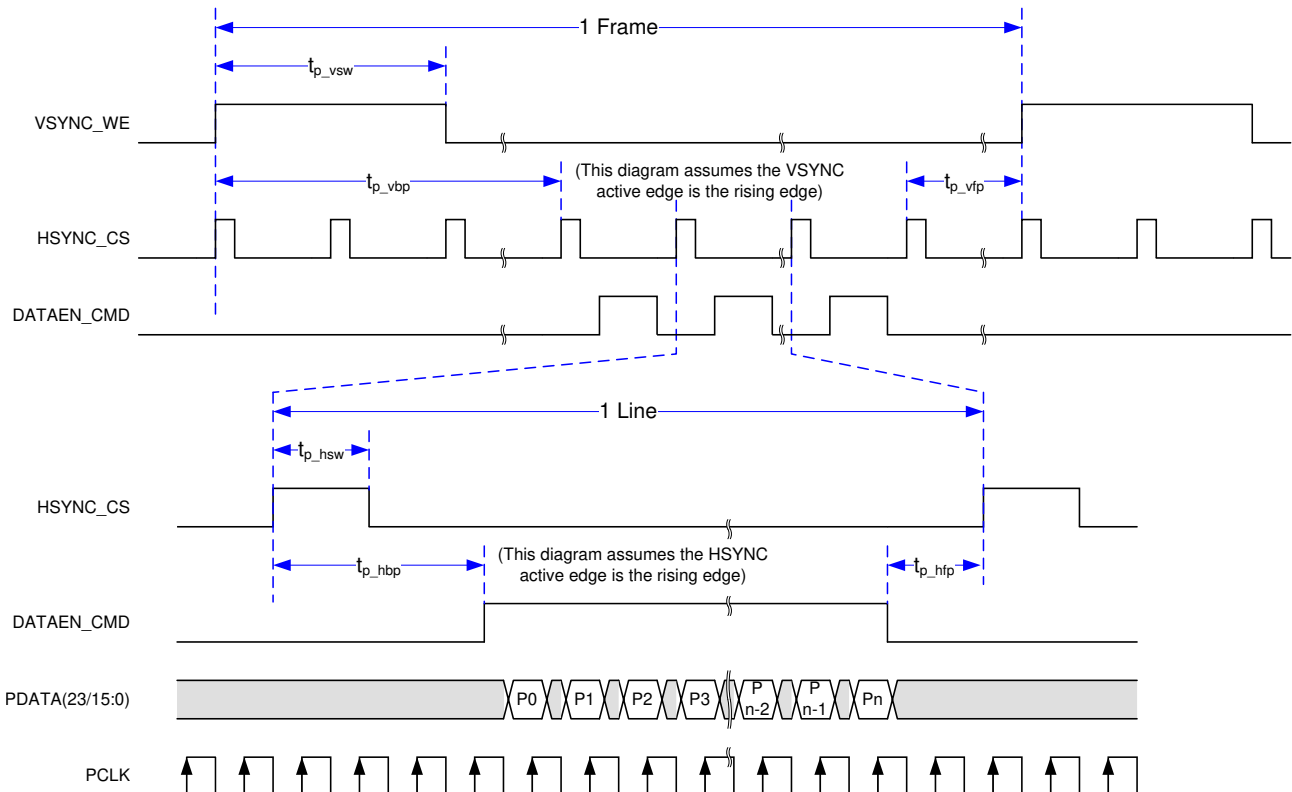 1 Frame
tp_vsw
VSYNC_WE
(This diagram assumes the VSYNC
active edge is the rising edge)
tp_vbp
tp_vfp
HSYNC_CS
DATAEN_CMD
1 Line
tp_hsw
HSYNC_CS
(This diagram assumes the HSYNC
active edge is the rising edge)
tp_hbp
tp_hfp
DATAEN_CMD
PDATA(23/15:0)
P0
P1
P2
P3
P
n-2
P
n-1
Pn
PCLK